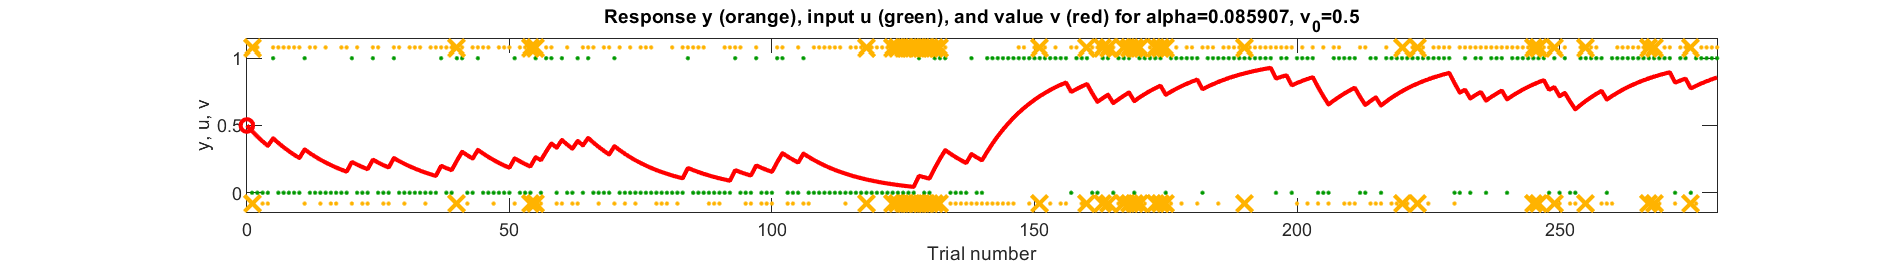 Response y (orange), input u (green), and value v (red) for alpha=0.085907, v0=0.5
1
0.5
0
y, u, v
0 50 100 150 200 250
Trial number